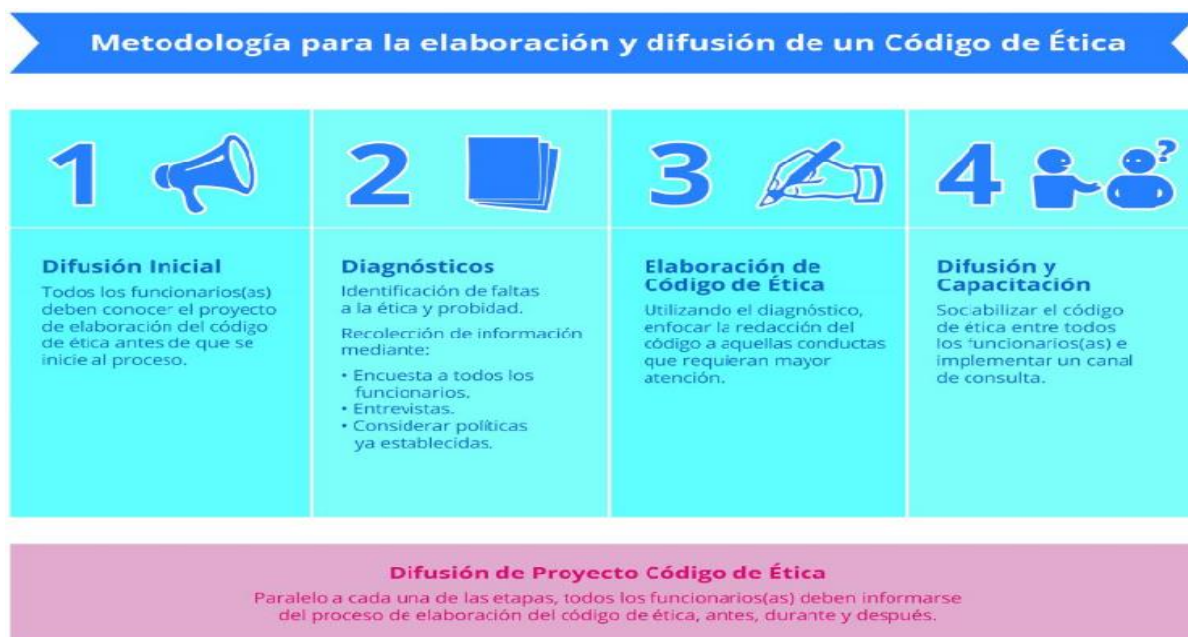 Metodología para la elaboración y difusión de un Código de Ética
1
2
3
4
?
Difusión Inicial
Todos los funcionarios(as)
deben conocer el proyecto
de elaboración del código
de ética antes de que se
inicie al proceso.
Diagnósticos
Identificación de faltas
a la ética y probidad.
Recolección de información
mediante:
• Encuesta a todos los
funcionarios.
• Entrevistas.
• Considerar políticas
ya establecidas.
Elaboración de
Código de Ética
Utilizando el diagnóstico,
enfocar la redacción del
código a aquellas conductas
que requieran mayor
atención.
Difusión y
Capacitación
Sociabilizar el código
de ética entre todos
los funcionarios(as) e
implementar un canal
de consulta.
Difusión de Proyecto Código de Ética
Paralelo a cada una de las etapas, todos los funcionarios(as) deben informarse
del proceso de elaboración del código de ética, antes, durante y después.